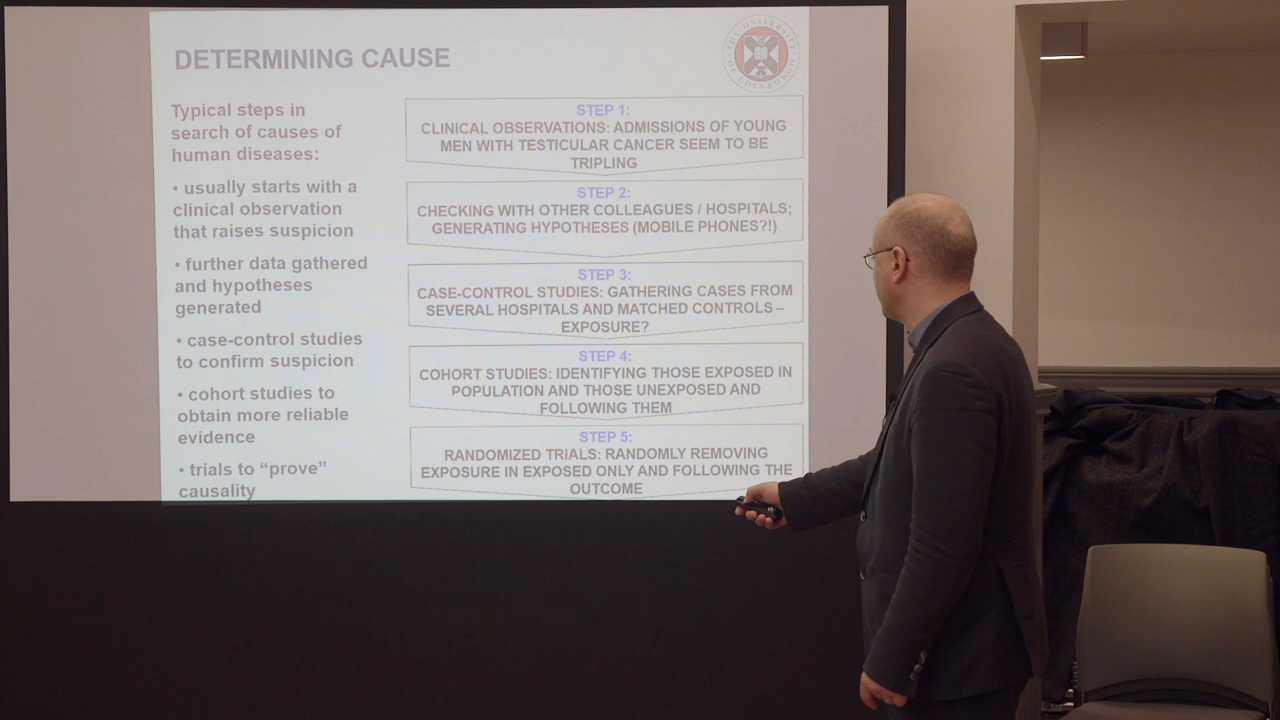 DETERMINING CAUSE
THE UNIVERSITY
OF EDINBURGH
Typical steps in
search of causes of
human diseases:
• usually starts with a
clinical observation
that raises suspicion
• further data gathered
and hypotheses
generated
• case-control studies
to confirm suspicion
• cohort studies to
obtain more reliable
evidence
• trials to “prove”
causality
STEP 1:
CLINICAL OBSERVATIONS: ADMISSIONS OF YOUNG
MEN WITH TESTICULAR CANCER SEEM TO BE
TRIPLING
STEP 2:
CHECKING WITH OTHER COLLEAGUES / HOSPITALS;
GENERATING HYPOTHESES (MOBILE PHONES?!)
STEP 3:
CASE-CONTROL STUDIES: GATHERING CASES FROM
SEVERAL HOSPITALS AND MATCHED CONTROLS –
EXPOSURE?
STEP 4:
COHORT STUDIES: IDENTIFYING THOSE EXPOSED IN
POPULATION AND THOSE UNEXPOSED AND
FOLLOWING THEM
STEP 5:
RANDOMIZED TRIALS: RANDOMLY REMOVING
EXPOSURE IN EXPOSED ONLY AND FOLLOWING THE
OUTCOME